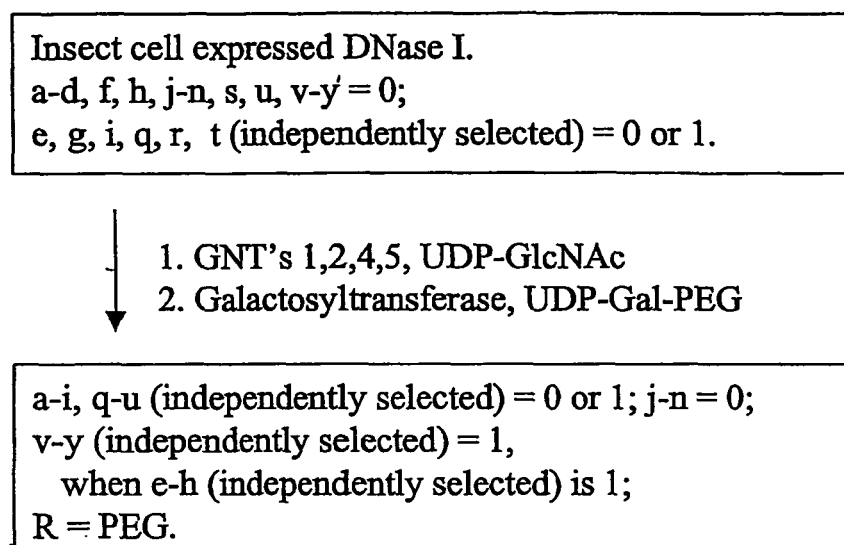 Insect cell expressed DNase I.
a-d, f, h, j-n, s, u, v-y = 0;
e, g, i, q, r, t (independently selected) = 0 or 1.
1. GNT's 1,2,4,5, UDP-GlcNAc
2. Galactosyltransferase, UDP-Gal-PEG
a-i, q-u (independently selected) = 0 or 1; j-n = 0;
v-y (independently selected) = 1,
when e-h (independently selected) is 1;
R = PEG.